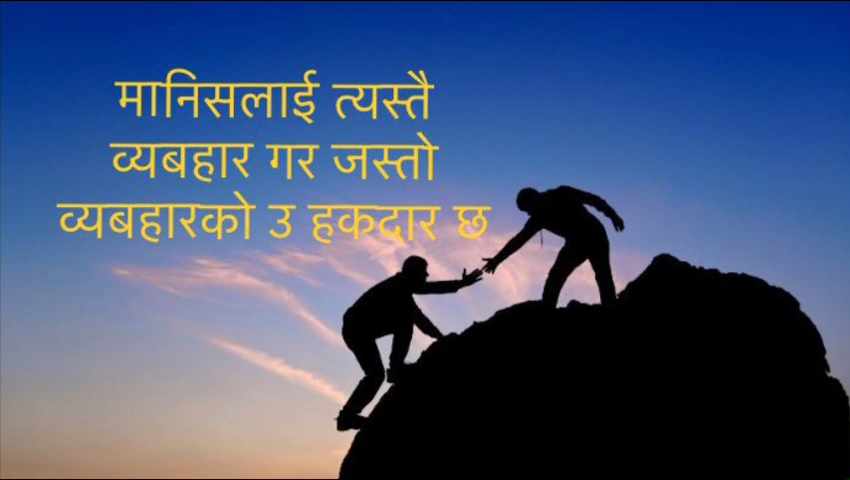 मानिसलाई त्यस्तै
व्यबहार गर जस्तो
व्यबहारको उ हकदार छ